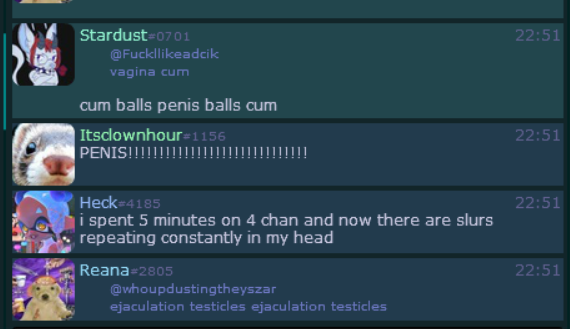 Stardust#0701 22:51
@Fuckllikeadcik
vagina cum
cum balls penis balls cum
Itsclownhour#1156 22:51
PENIS!!!!!!!!!!!!!!!!!!!!!!!!!!!!!
Heck#4185 22:51
i spent 5 minutes on 4 chan and now there are slurs
repeating constantly in my head
Reana#2805 22:51
@whoupdustingtheyszar
ejaculation testicles ejaculation testicles